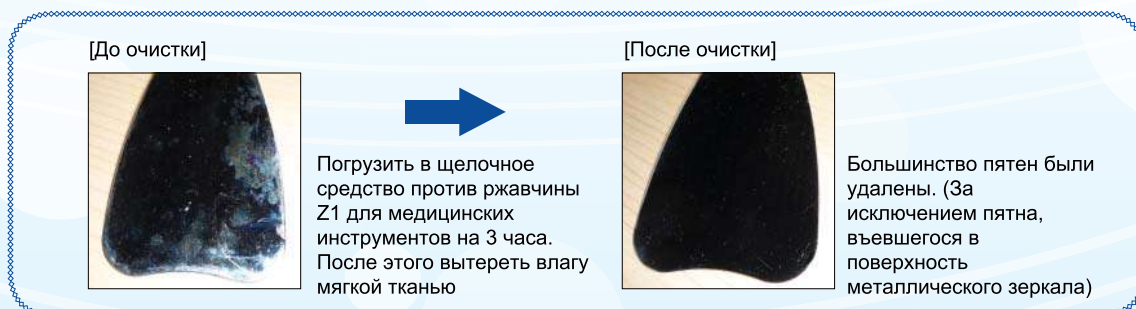 [До очистки]
Погрузить в щелочное
средство против ржавчины
Z1 для медицинских
инструментов на 3 часа.
После этого вытереть влагу
мягкой тканью
[После очистки]
Большинство пятен были
удалены. (За
исключением пятна,
въевшегося в
поверхность
металлического зеркала)